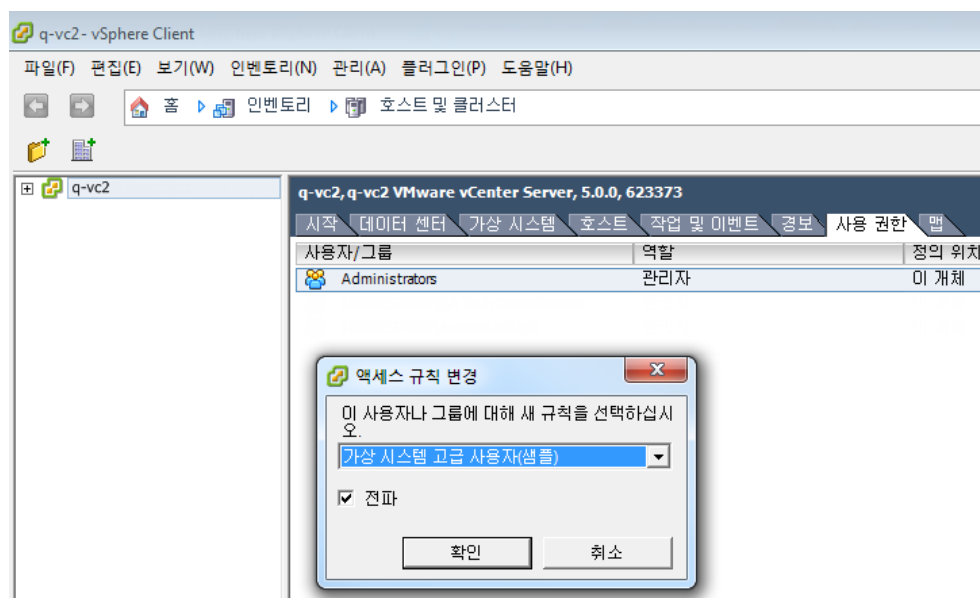 q-vc2 - vSphere Client
파일(F) 편집(E) 보기(W) 인벤토리(N) 관리(A) 플러그인(P) 도움말(H)
홈 인벤토리 호스트 및 클러스터
q-vc2
q-vc2, q-vc2 VMware vCenter Server, 5.0.0, 623373
시작 데이터 센터 가상 시스템 호스트 작업 및 이벤트 경보 사용 권한 맵
사용자/그룹 역할 정의 위치
Administrators 관리자 이 개체
액세스 규칙 변경
이 사용자나 그룹에 대해 새 규칙을 선택하십시
오.
가상 시스템 고급 사용자(샘플)
전파
확인 취소